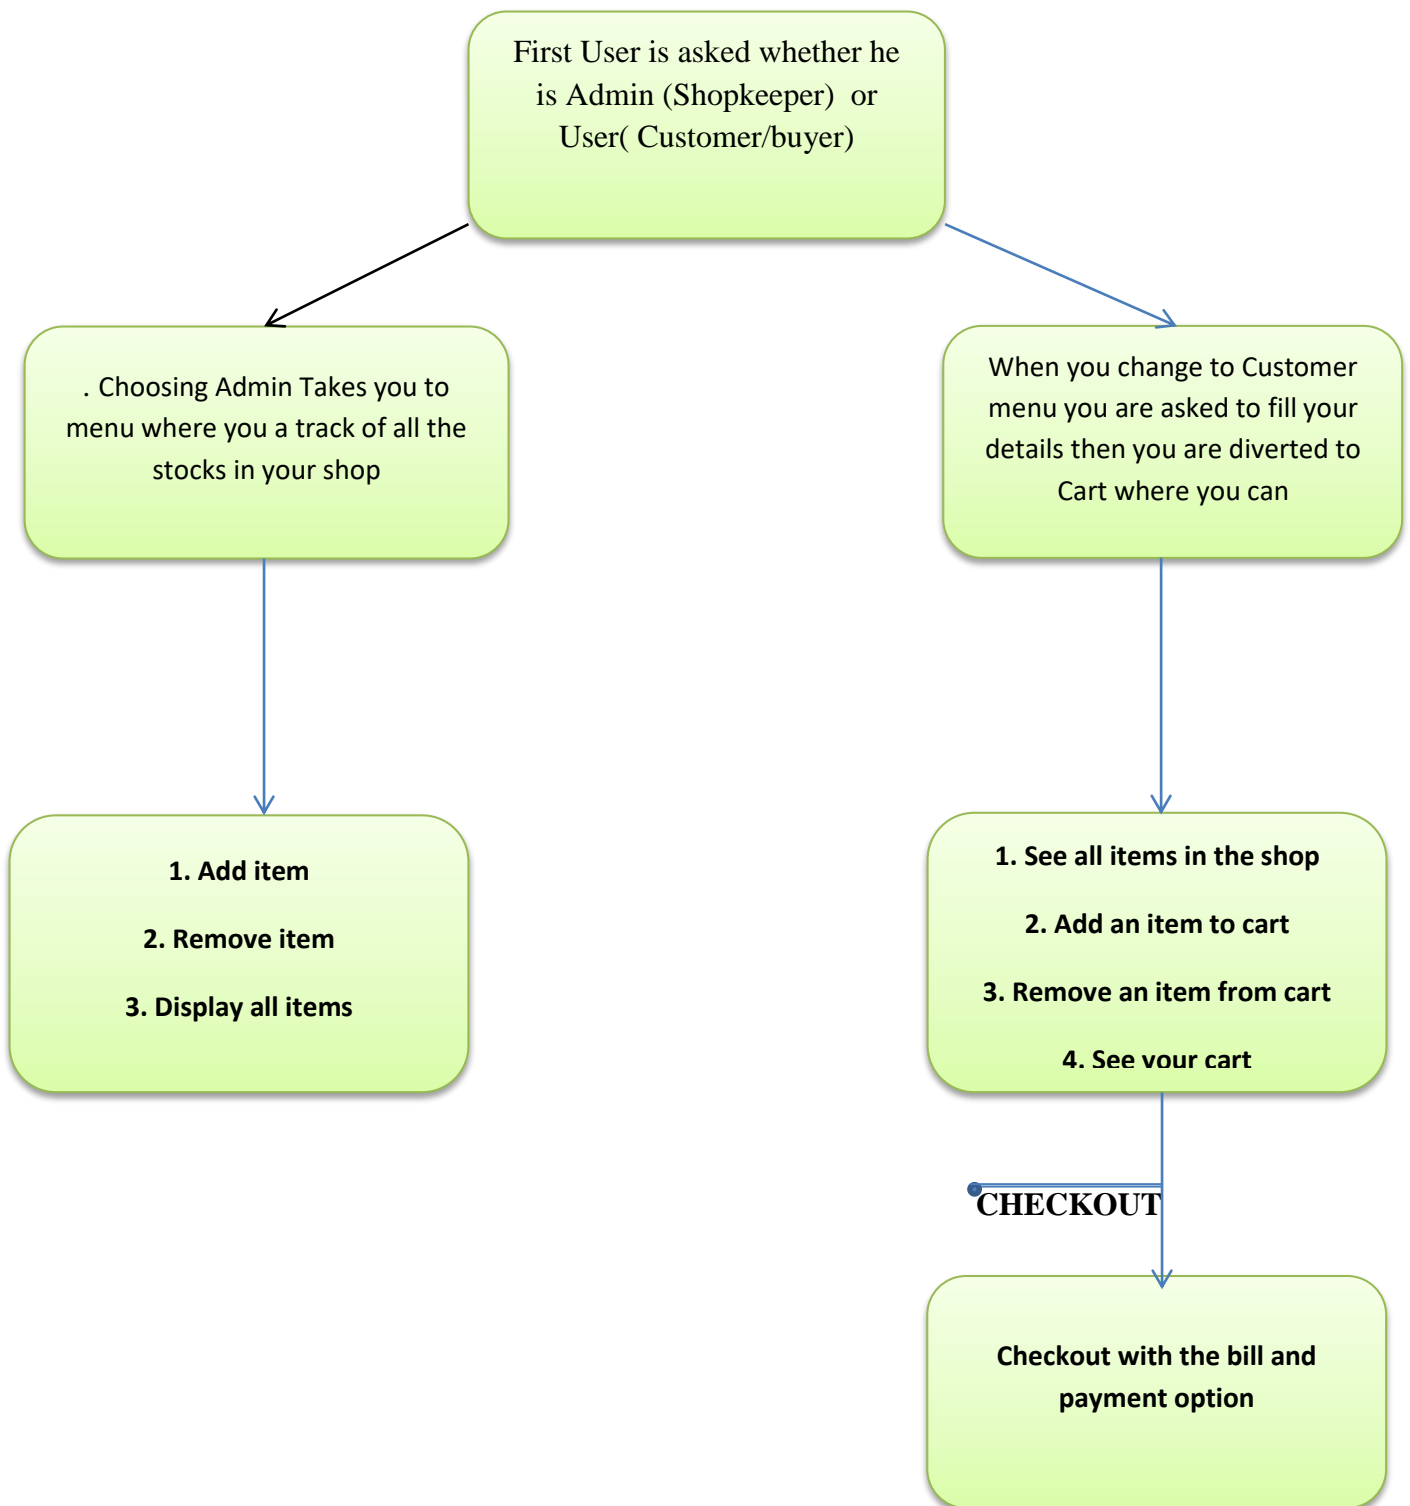 First User is asked whether he
is Admin (Shopkeeper)  or
User( Customer/buyer)
. Choosing Admin Takes you to
menu where you a track of all the
stocks in your shop
When you change to Customer
menu you are asked to fill your
details then you are diverted to
Cart where you can
1. Add item
2. Remove item
3. Display all items
1. See all items in the shop
2. Add an item to cart
3. Remove an item from cart
4. See your cart
CHECKOUT
Checkout with the bill and
payment option